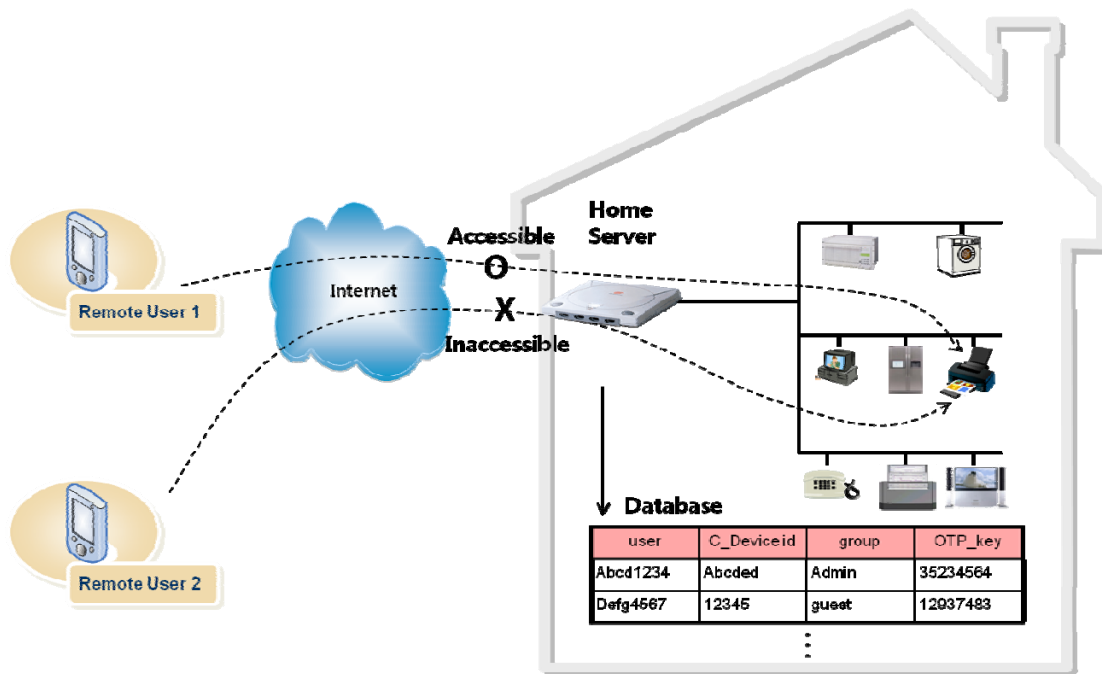 Home
Server
Accessible
O
Internet
X
Remote User 1
Inaccessible
Database
user C_Deviceid group OTP_key
Abcd1234 Abcded Admin 35234564
Defg4567 12345 guest 12937483
Remote User 2